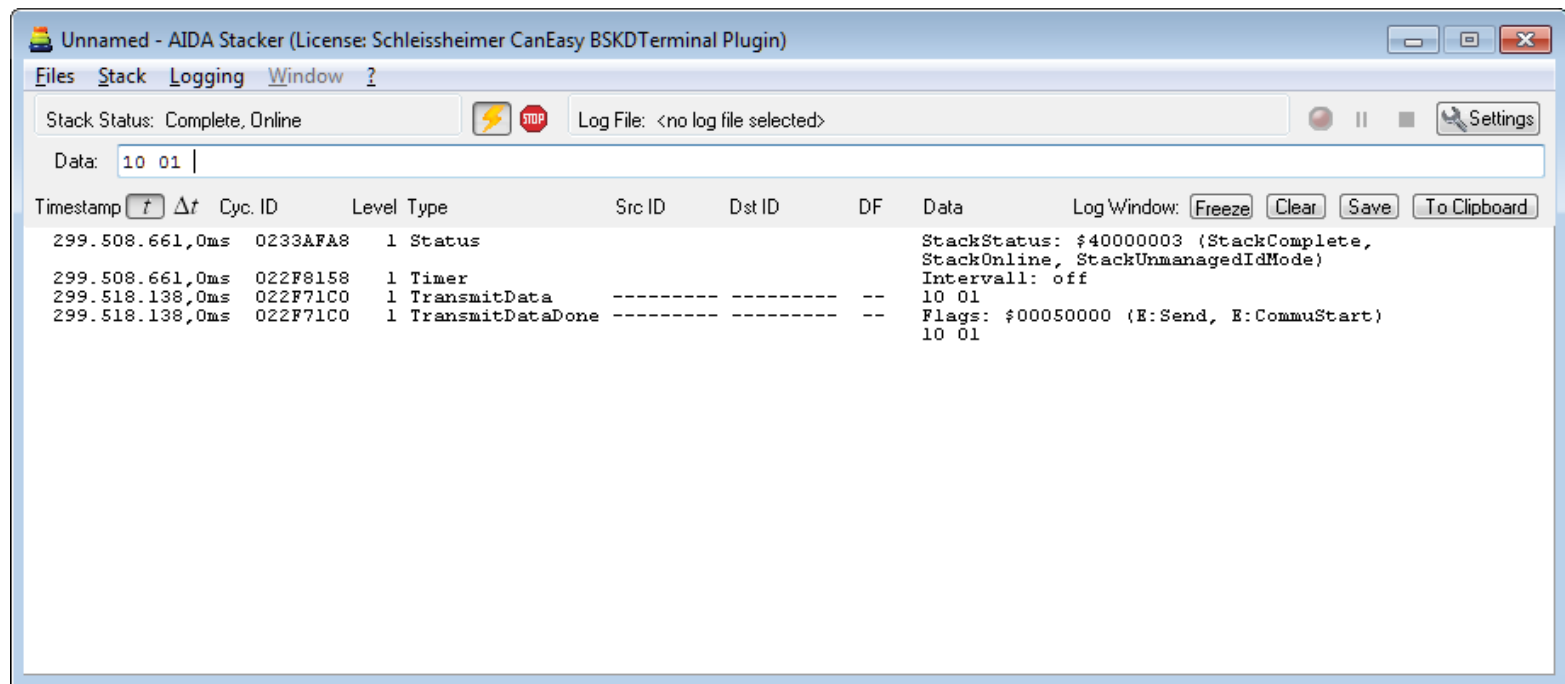 Unnamed - AIDA Stacker (License: Schleissheimer CanEasy BSKDTerminal Plugin)
Files Stack Logging Window ?
Stack Status: Complete, Online STOP Log File: <no log file selected> Settings
Data: 10 01
Timestamp t Δt Cyc. ID Level Type Src ID Dst ID DF Data Log Window: Freeze Clear Save To Clipboard
299.508.661,0ms 0233AFA8 1 Status StackStatus: $40000003 (StackComplete,
StackOnline, StackUnmanagedIdMode)
299.508.661,0ms 022F8158 1 Timer Intervall: off
299.518.138,0ms 022F71C0 1 TransmitData --------- --------- -- 10 01
299.518.138,0ms 022F71C0 1 TransmitDataDone --------- --------- -- Flags: $00050000 (E:Send, E:CommuStart)
10 01